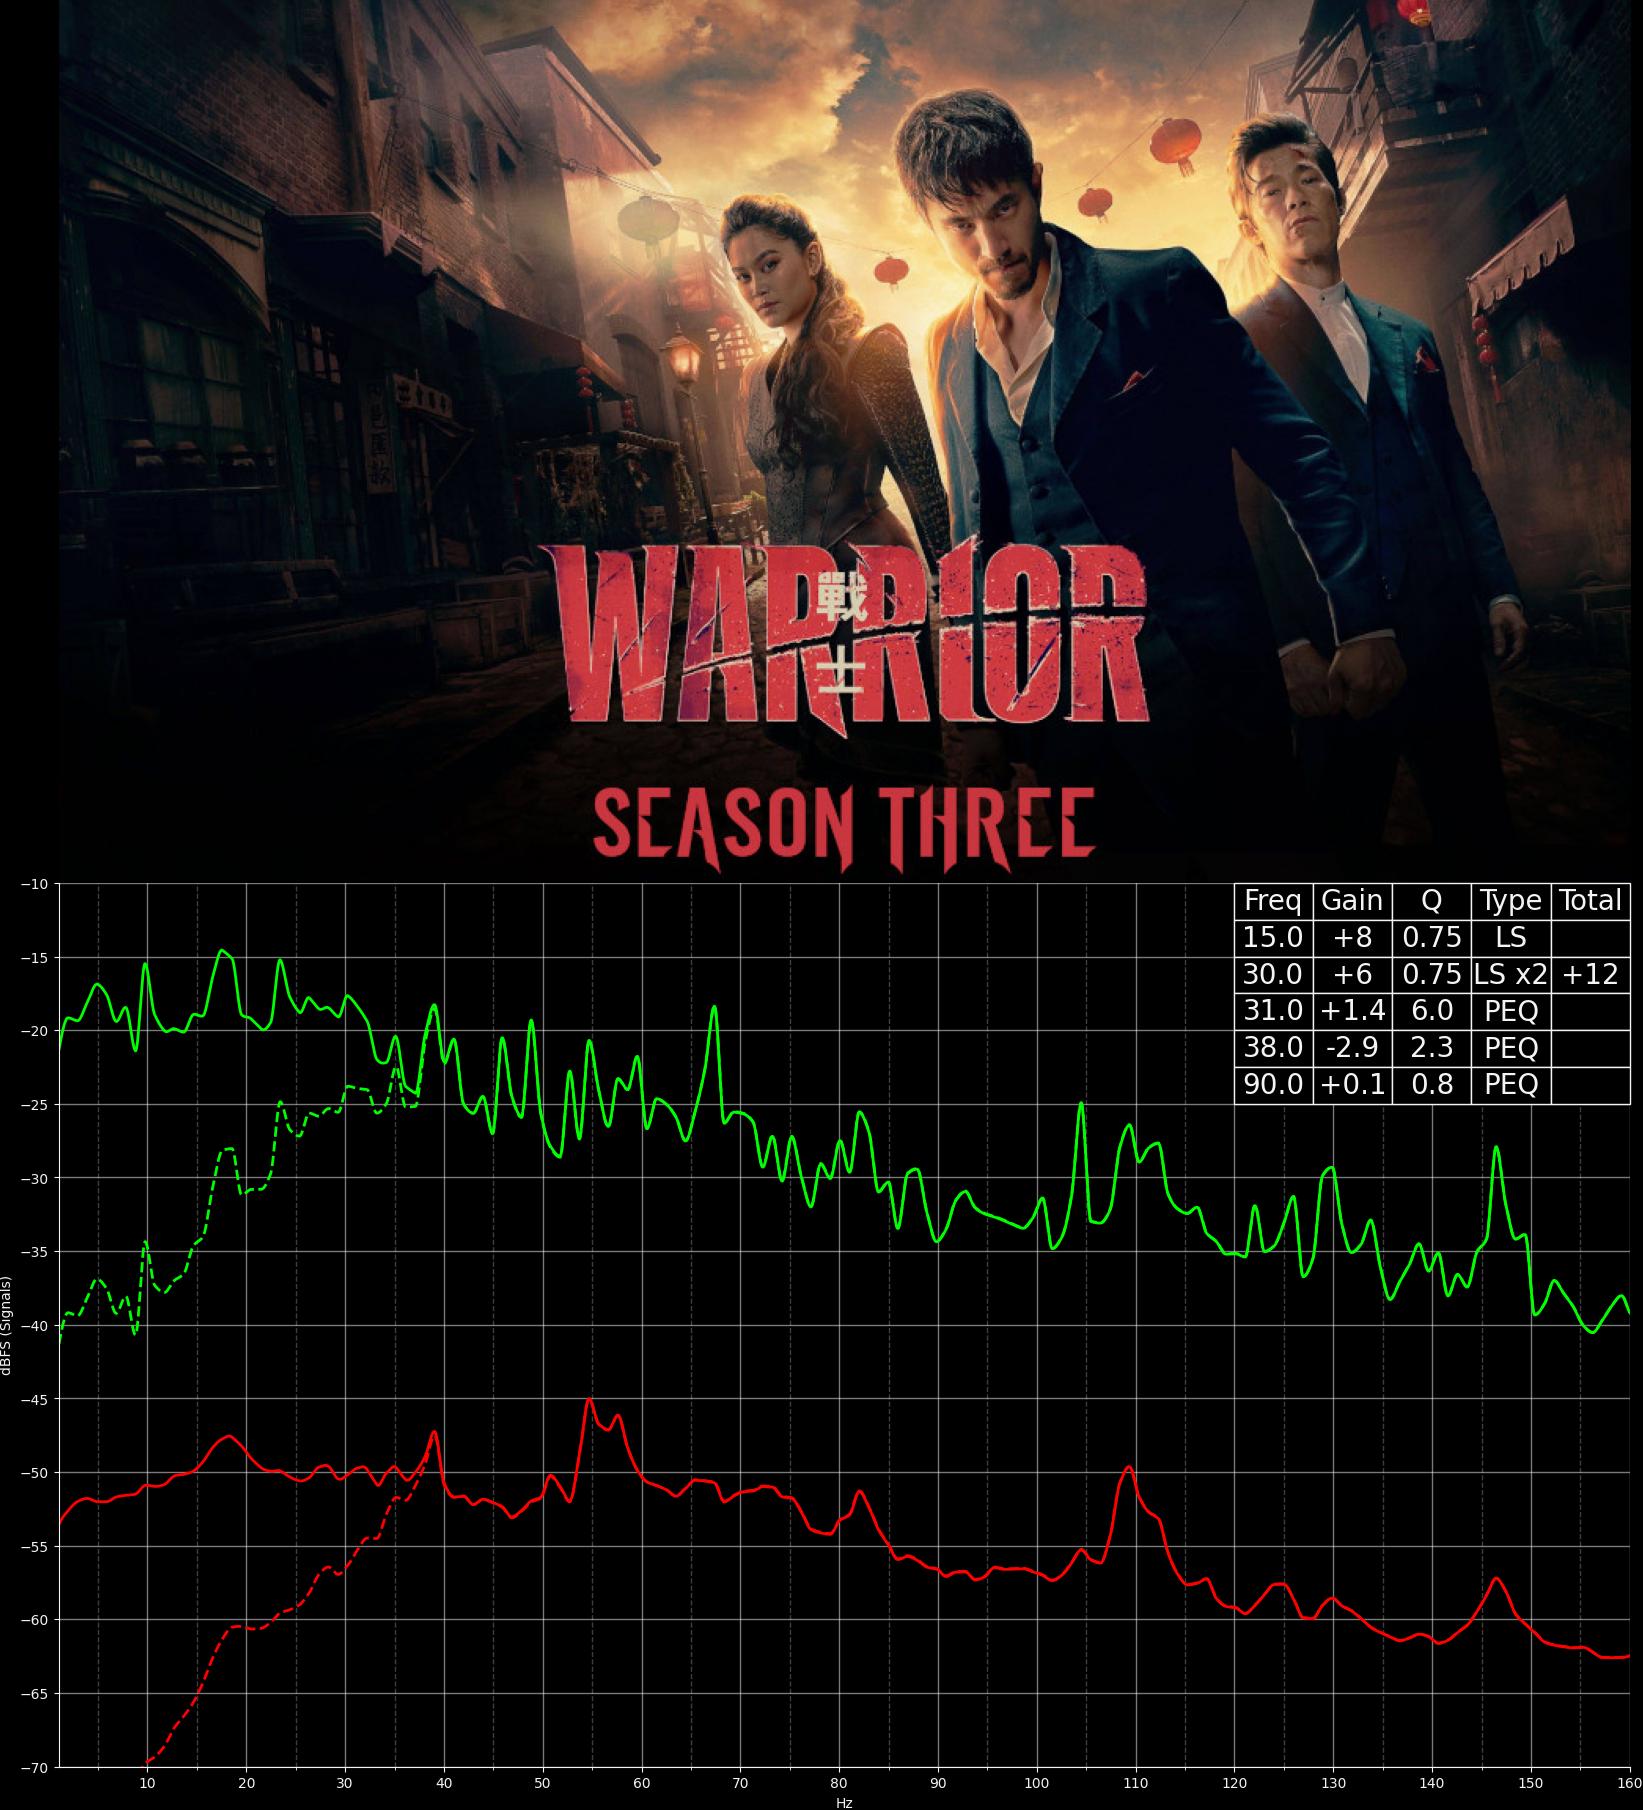 WARRIOR
戰
士
SEASON THREE
Freq Gain Q Type Total
15.0 +8 0.75 LS
30.0 +6 0.75 LS x2 +12
31.0 +1.4 6.0 PEQ
38.0 -2.9 2.3 PEQ
90.0 +0.1 0.8 PEQ
dBFS (Signals)
−10
−15
−20
−25
−30
−35
−40
−45
−50
−55
−60
−65
−70
10 20 30 40 50 60 70 80 90 100 110 120 130 140 150 160
Hz